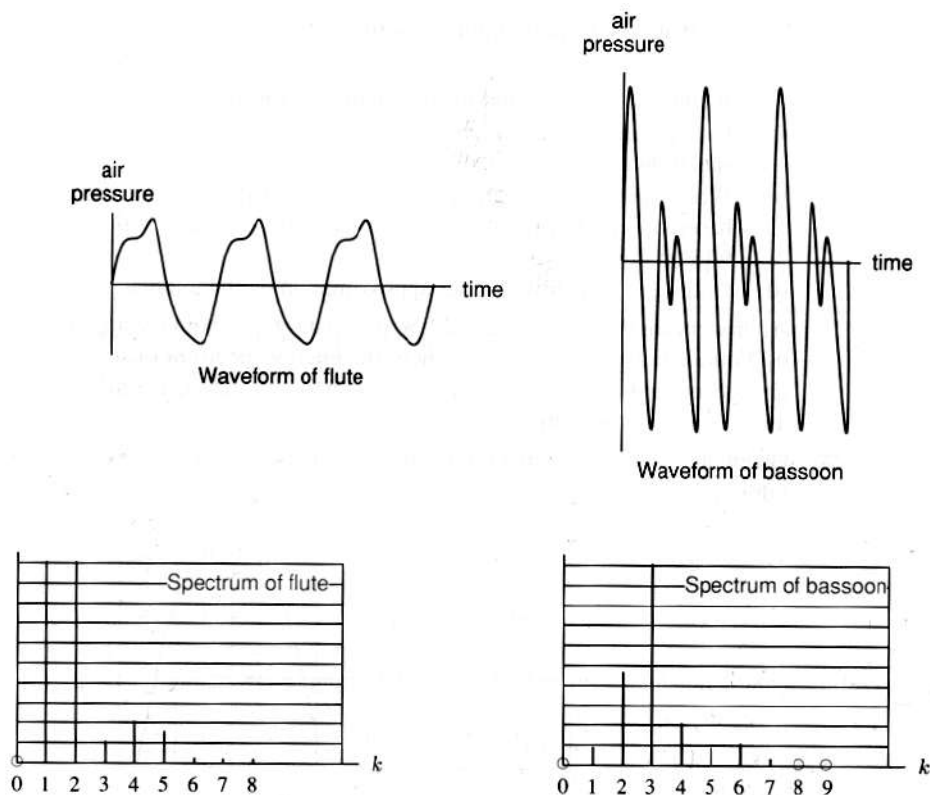 air
pressure
time
Waveform of flute
air
pressure
time
Waveform of bassoon
Spectrum of flute
k
0 1 2 3 4 5 6 7 8
Spectrum of bassoon
k
0 1 2 3 4 5 6 7 8 9